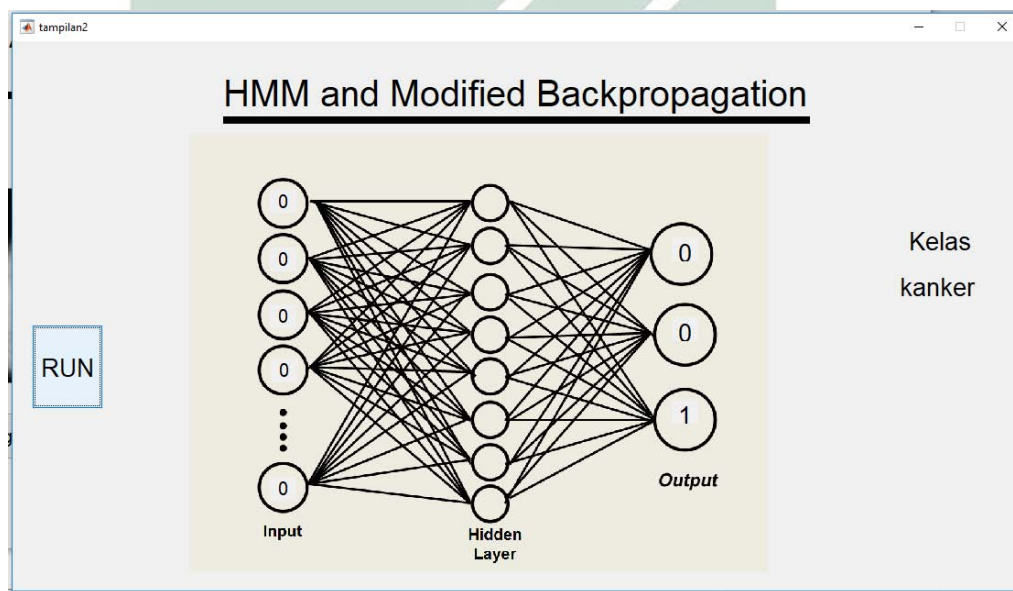 tampilan2
HMM and Modified Backpropagation
0
0
0
0
0
Input
Hidden
Layer
0
0
1
Output
Kelas
kanker
RUN